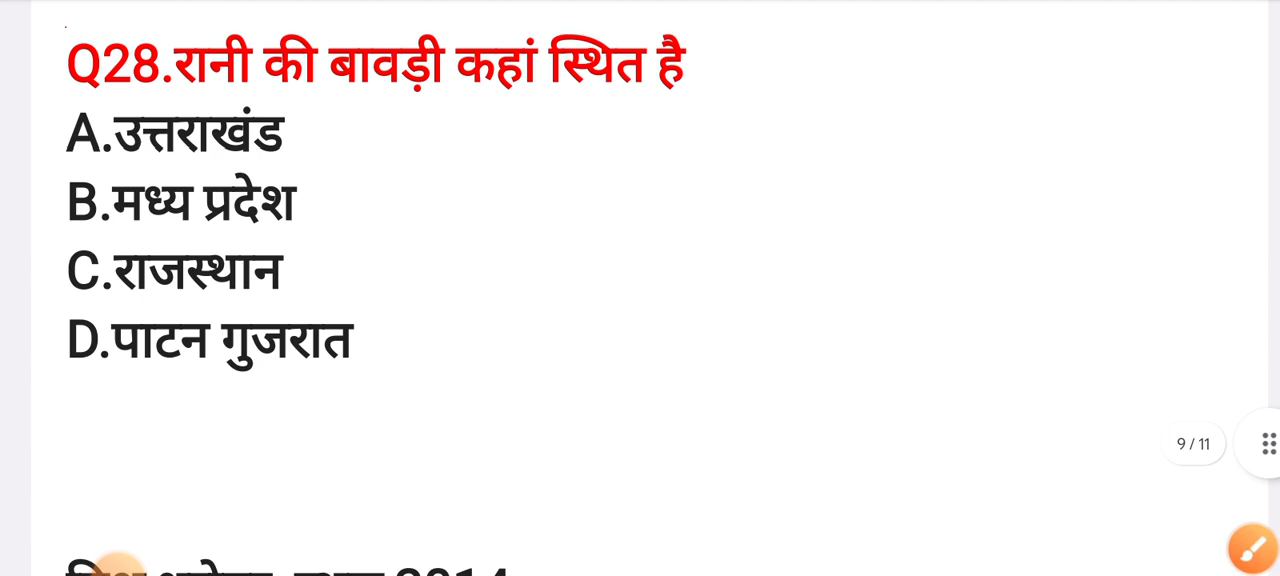 Q28.रानी की बावड़ी कहां स्थित है
A.उत्तराखंड
B.मध्य प्रदेश
C.राजस्थान
D.पाटन गुजरात
9 / 11